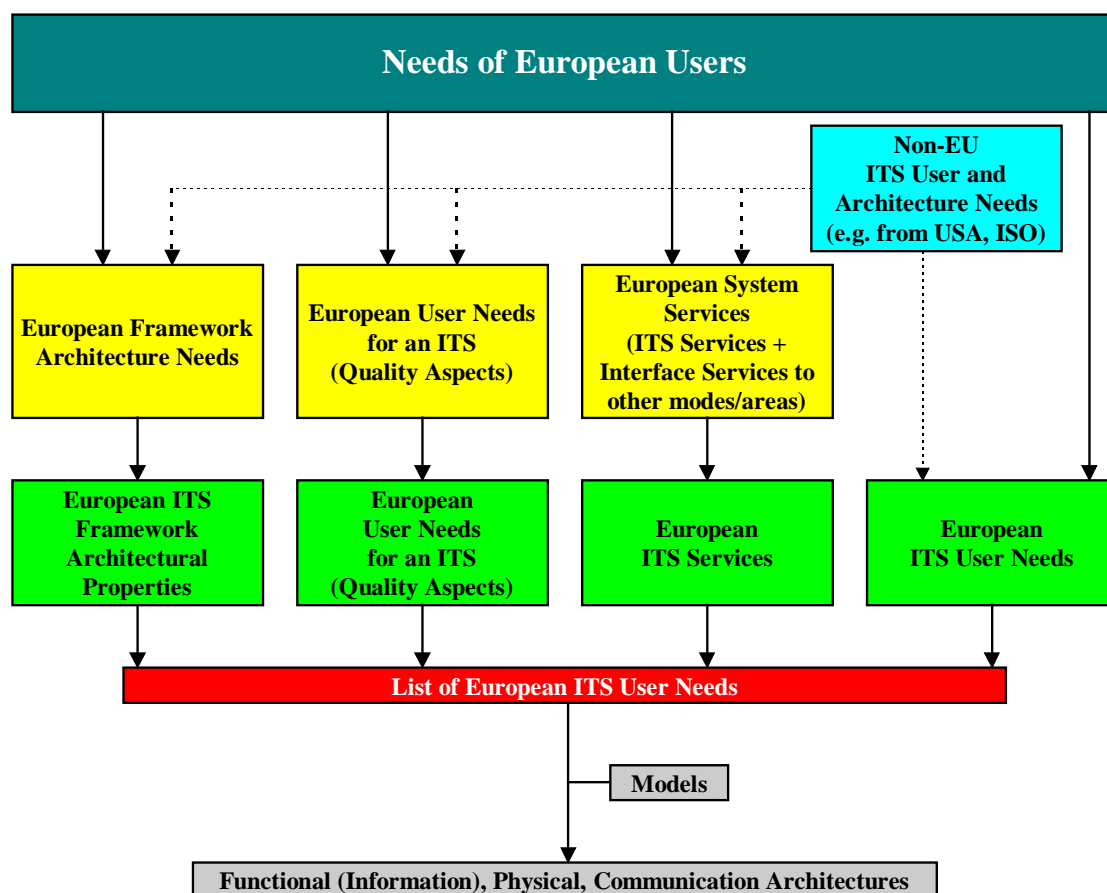 Needs of European Users
Non-EU
ITS User and
Architecture Needs
(e.g. from USA, ISO)
European Framework
Architecture Needs
European User Needs
for an ITS
(Quality Aspects)
European System
Services
(ITS Services +
Interface Services to
other modes/areas)
European ITS
Framework
Architectural
Properties
European
User Needs
for an ITS
(Quality Aspects)
European
ITS Services
European
ITS User Needs
List of European ITS User Needs
Models
Functional (Information), Physical, Communication Architectures